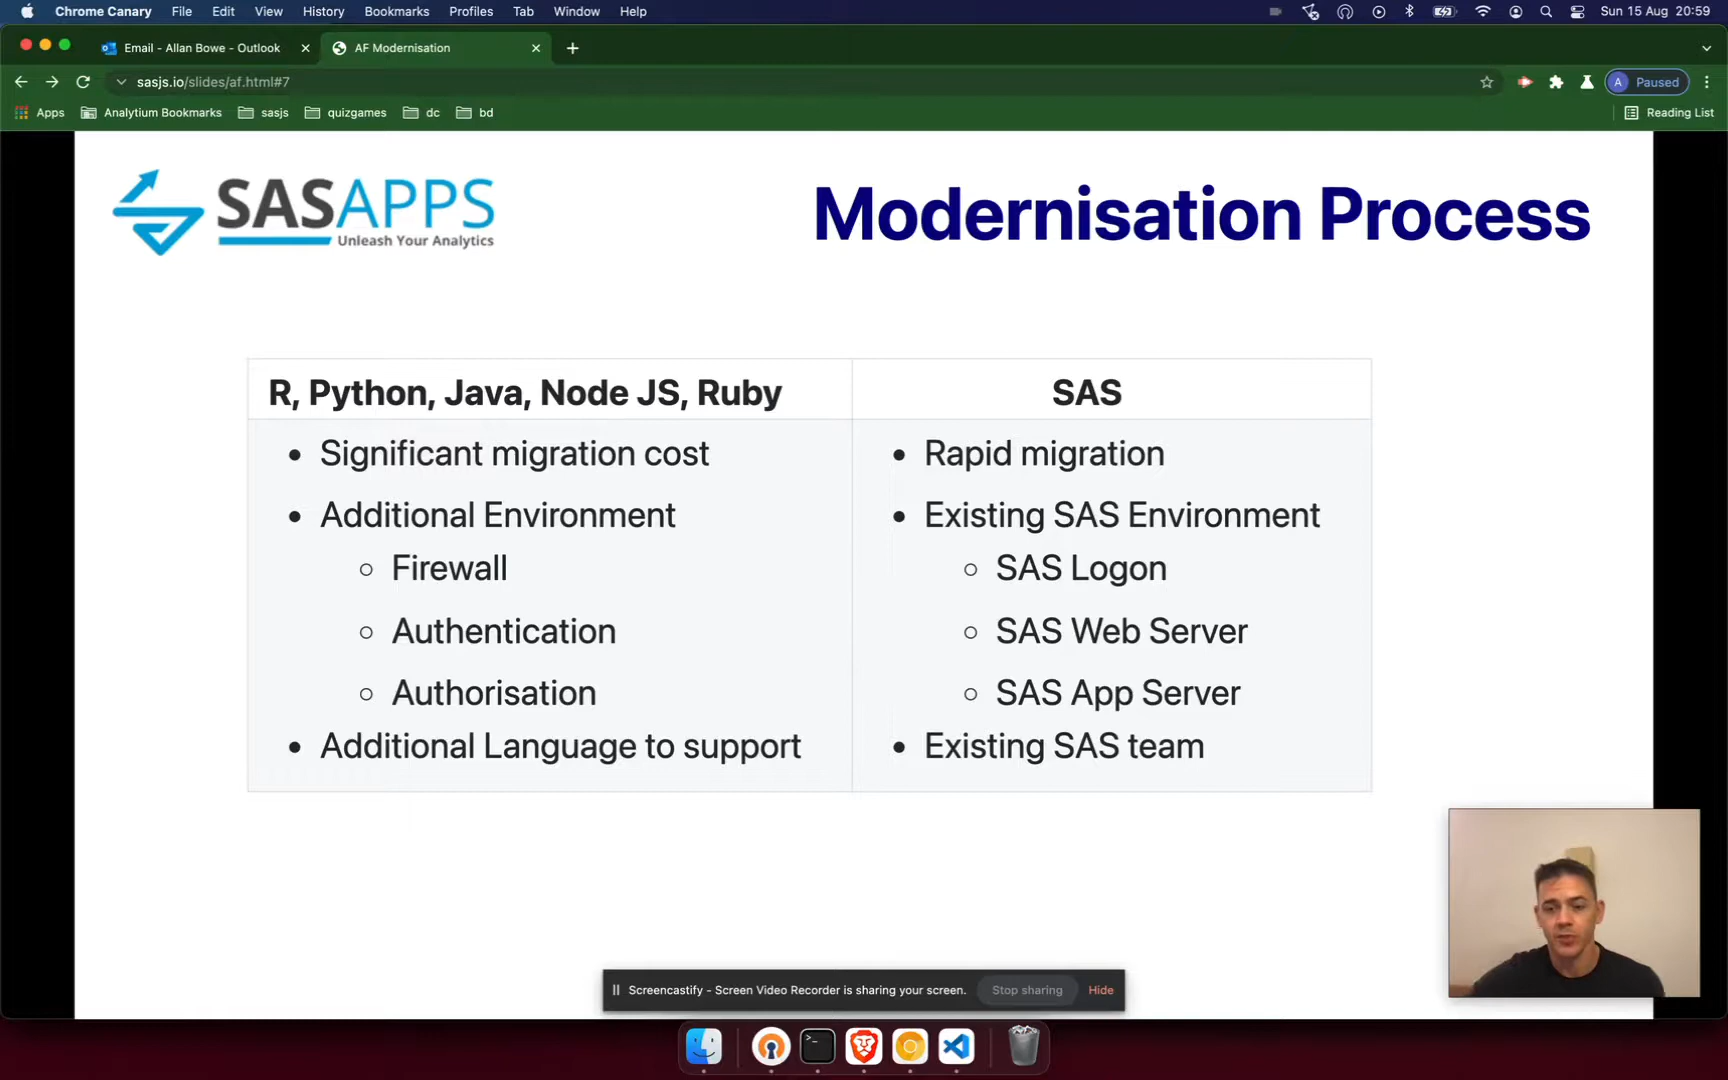 Chrome Canary File Edit View History Bookmarks Profiles Tab Window Help Sun 15 Aug 20:59
Email - Allan Bowe - Outlook AF Modernisation
sasjs.io/slides/af.html#7 A Paused
Apps Analytium Bookmarks sasjs quizgames dc bd Reading List
SASAPPS
Unleash Your Analytics
Modernisation Process
R, Python, Java, Node JS, Ruby
SAS
• Significant migration cost
• Additional Environment
○ Firewall
○ Authentication
○ Authorisation
• Additional Language to support
• Rapid migration
• Existing SAS Environment
○ SAS Logon
○ SAS Web Server
○ SAS App Server
• Existing SAS team
Screencastify - Screen Video Recorder is sharing your screen. Stop sharing Hide